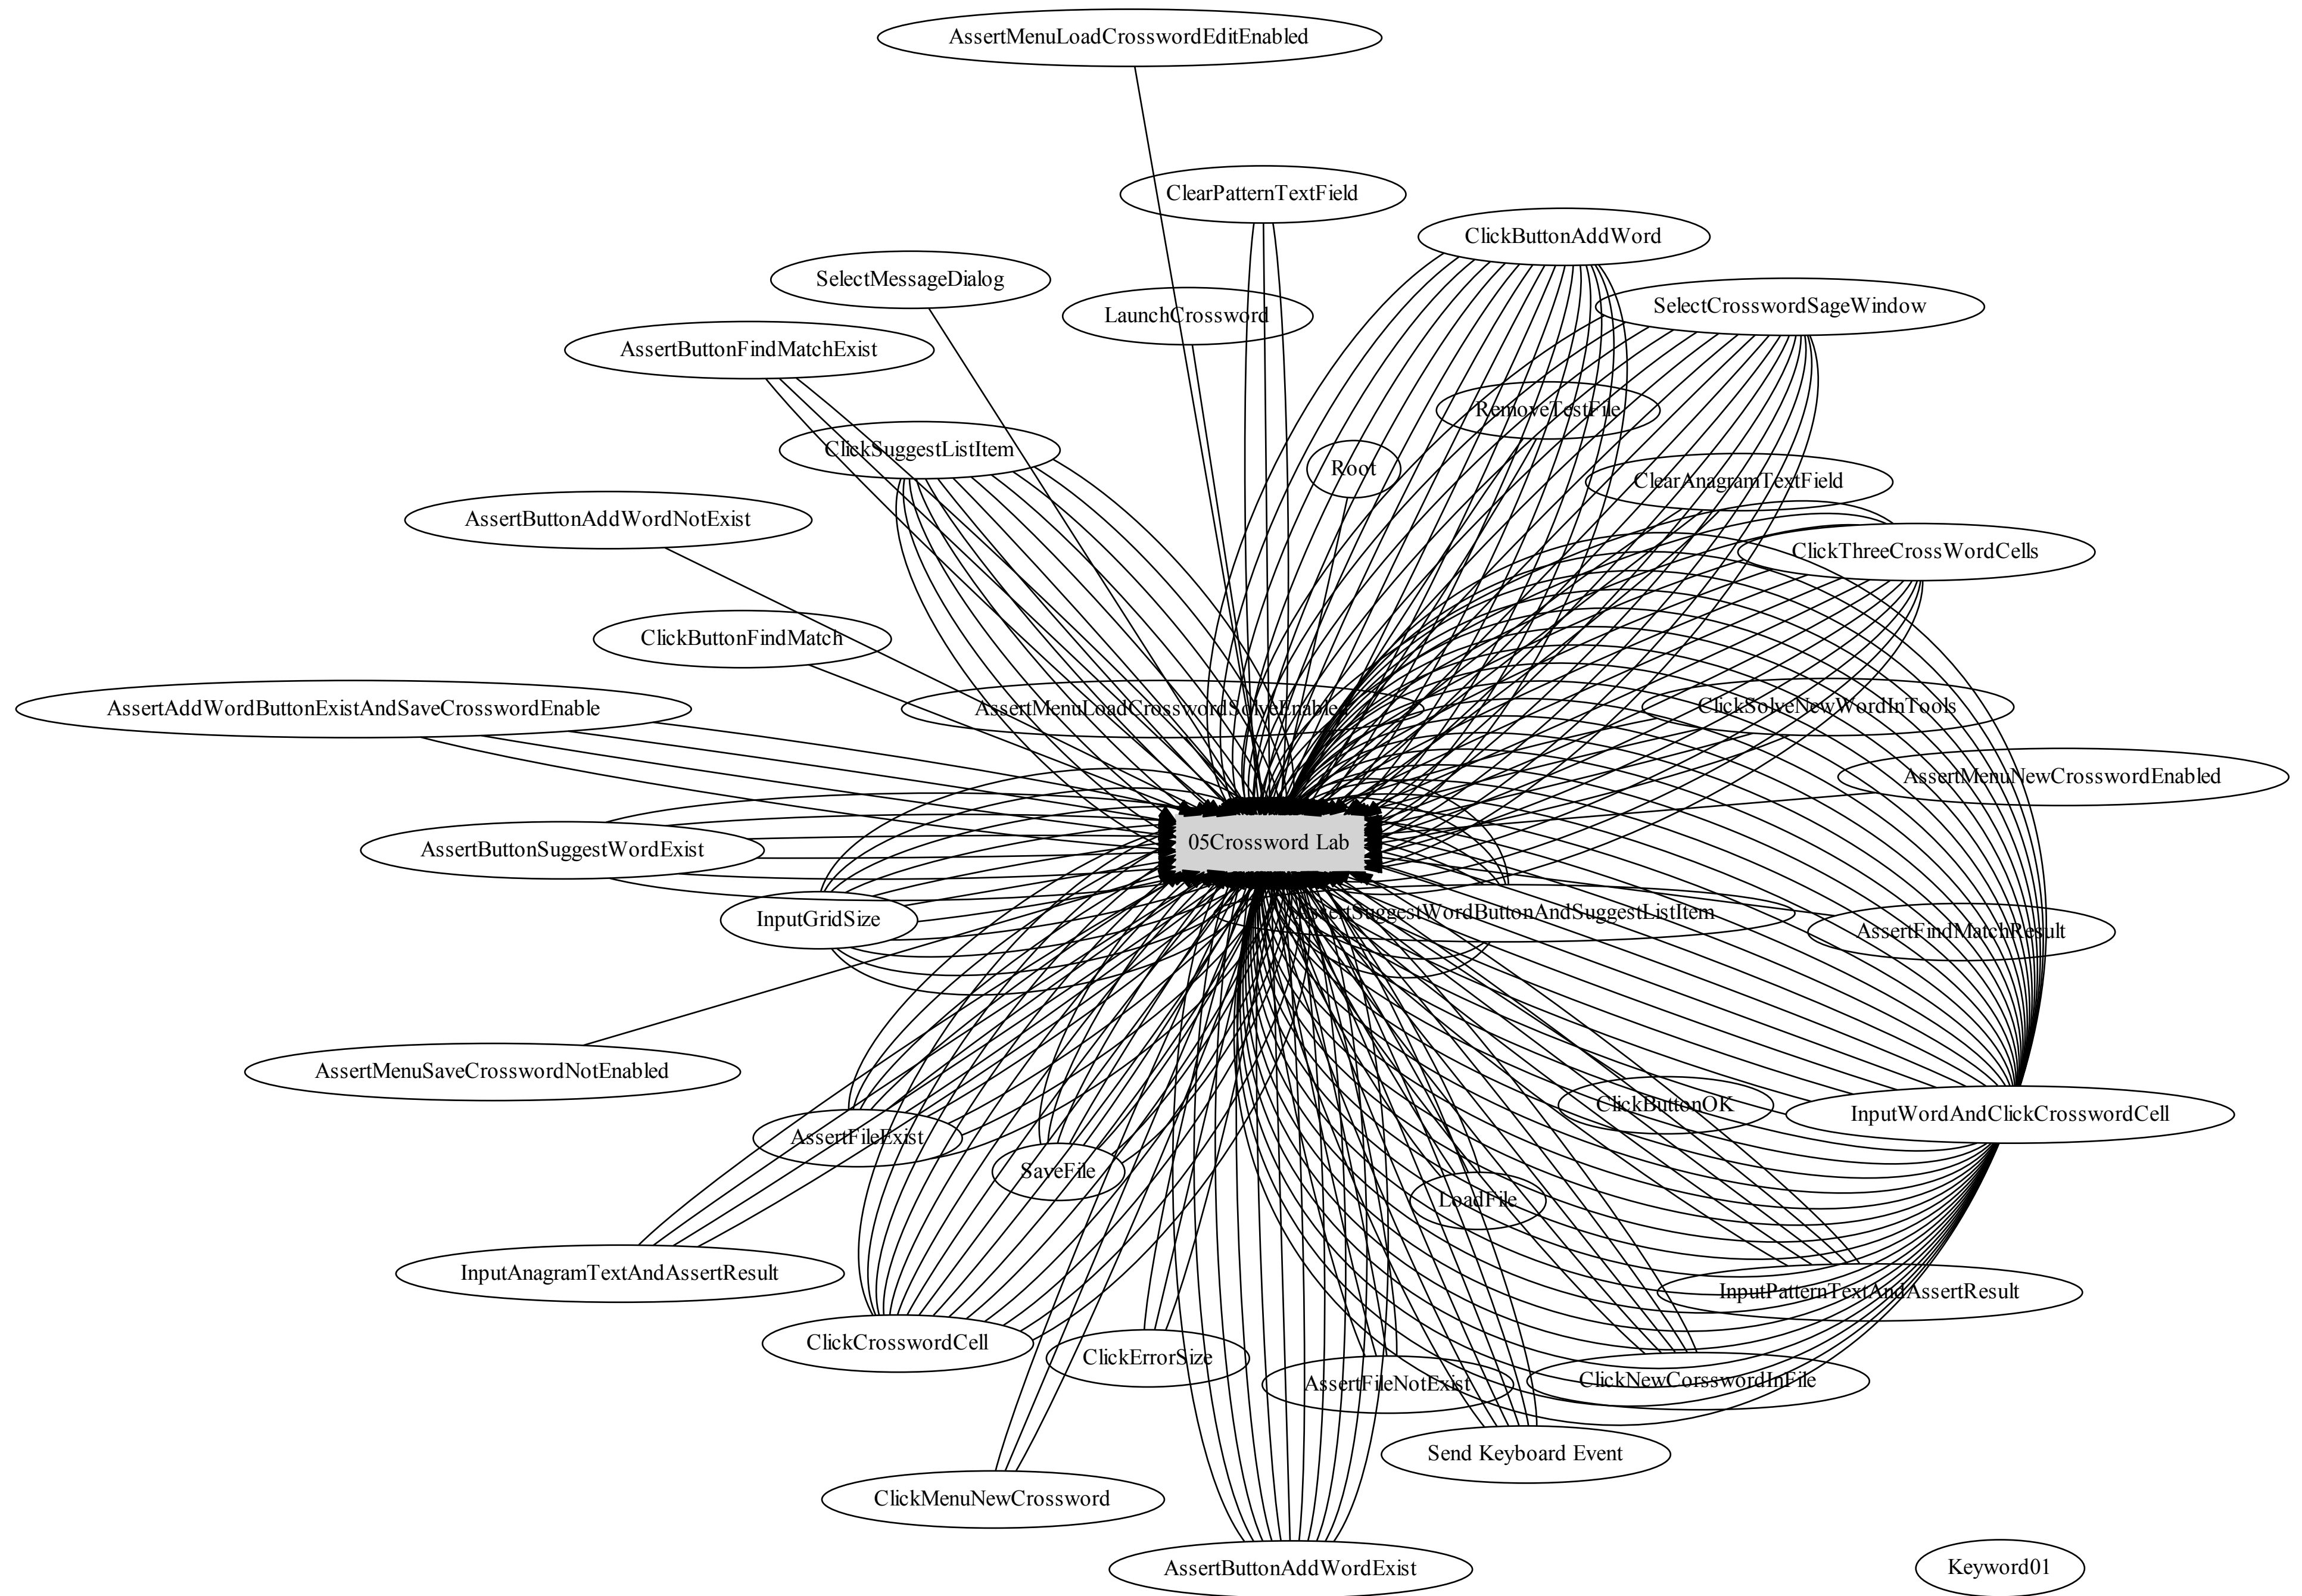 AssertMenuLoadCrosswordEditEnabled
ClearPatternTextField
ClickButtonAddWord
SelectMessageDialog
SelectCrosswordSageWindow
LaunchCrossword
AssertButtonFindMatchExist
RemoveTestFile
ClickSuggestListItem
Root
ClearAnagramTextField
AssertButtonAddWordNotExist
ClickThreeCrossWordCells
ClickButtonFindMatch
AssertAddWordButtonExistAndSaveCrosswordEnable
AssertMenuLoadCrosswordSolveEnabled
ClickSolveNewWordInTools
AssertMenuNewCrosswordEnabled
05Crossword Lab
AssertButtonSuggestWordExist
InputGridSize
AssertSuggestWordButtonAndSuggestListItem
AssertFindMatchResult
AssertMenuSaveCrosswordNotEnabled
ClickButtonOK
InputWordAndClickCrosswordCell
AssertFileExist
SaveFile
LoadFile
InputAnagramTextAndAssertResult
InputPatternTextAndAssertResult
ClickCrosswordCell
ClickErrorSize
AssertFileNotExist
ClickNewCorsswordInFile
Send Keyboard Event
ClickMenuNewCrossword
AssertButtonAddWordExist
Keyword01